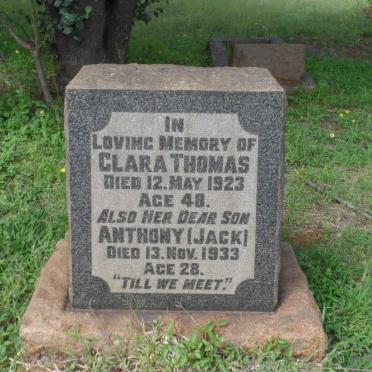 IN
LOVING MEMORY OF
CLARA THOMAS
DIED 12. MAY 1923
AGE 48.
ALSO HER DEAR SON
ANTHONY (JACK)
DIED 13. NOV. 1933
AGE 28.
"TILL WE MEET."